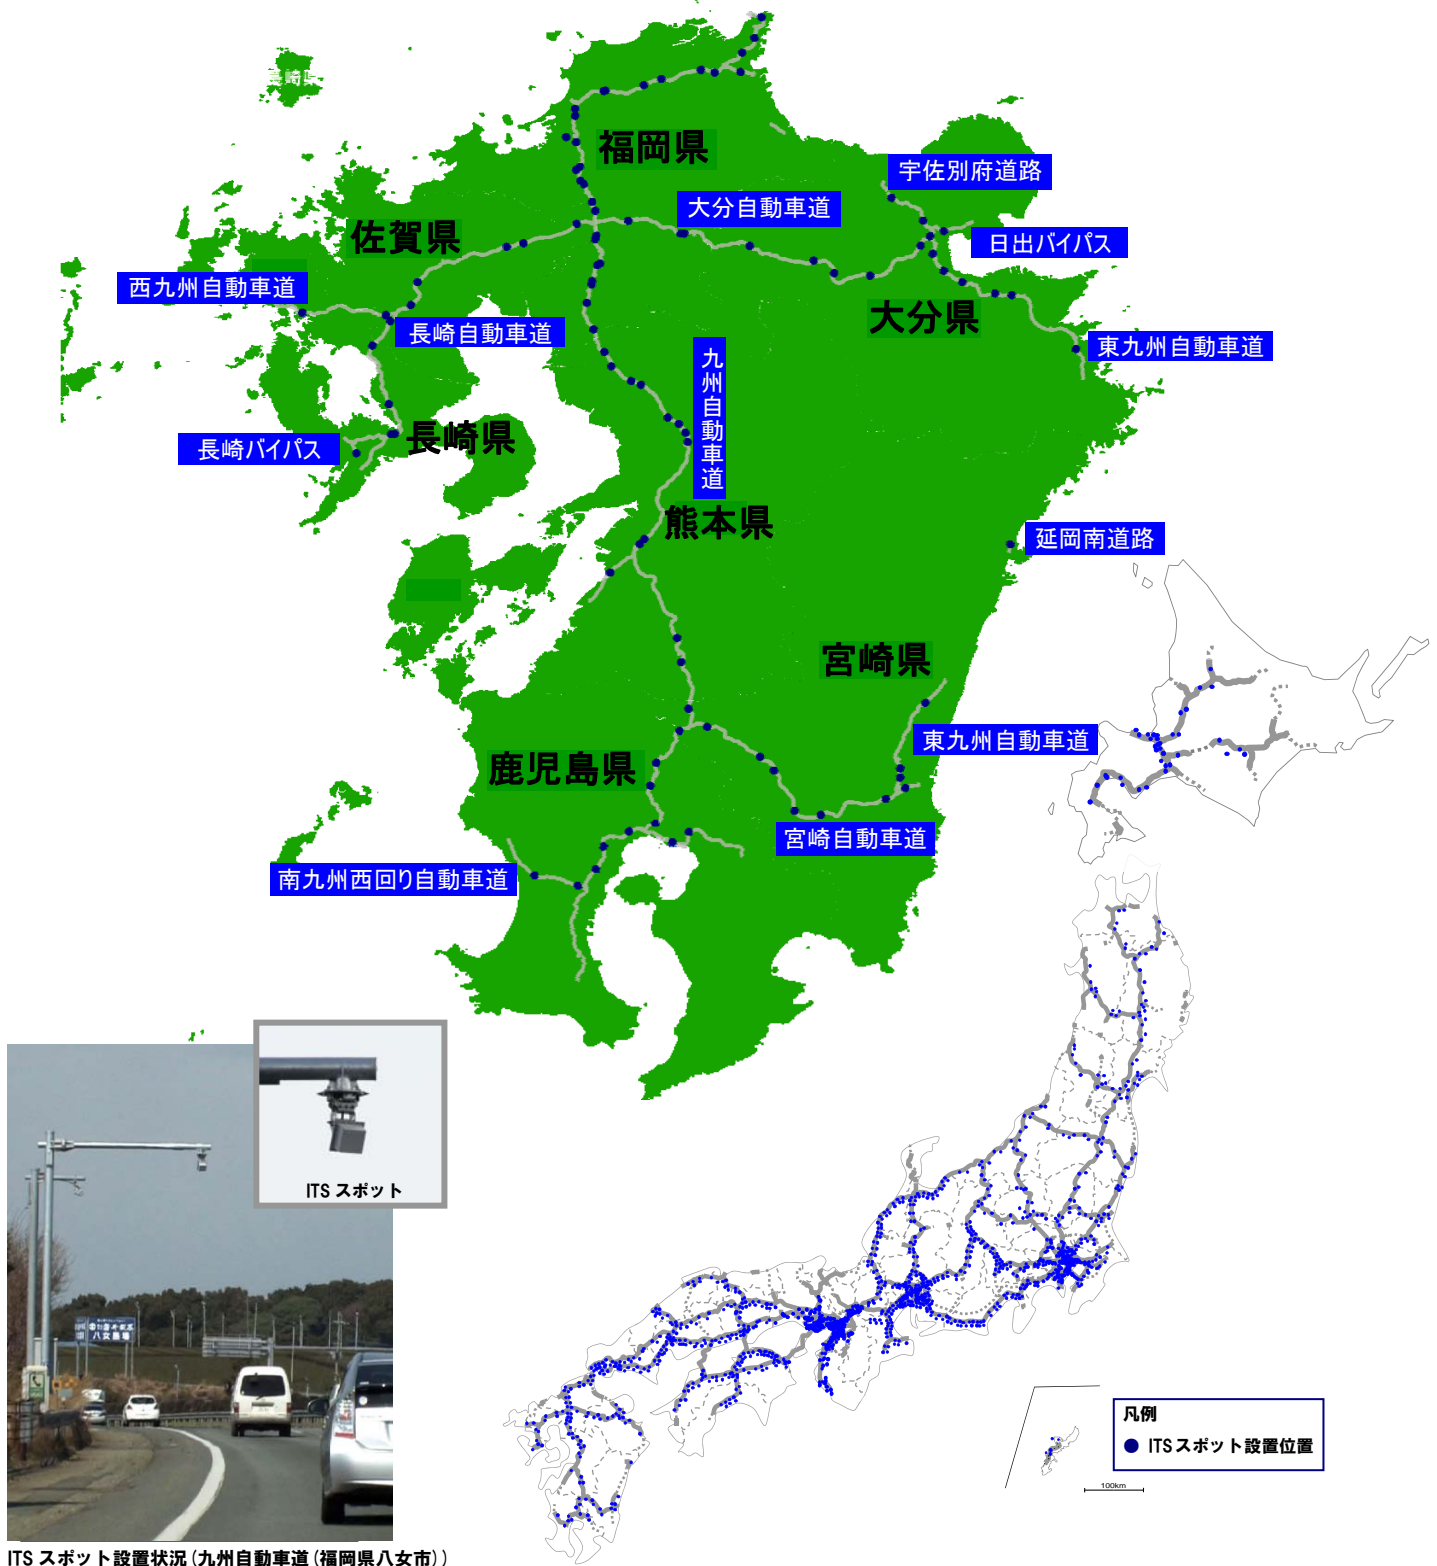 長崎県
福岡県
宇佐別府道路
大分自動車道
佐賀県
日出バイパス
西九州自動車道
大分県
長崎自動車道
東九州自動車道
九州自動車道
長崎県
長崎バイパス
熊本県
延岡南道路
宮崎県
東九州自動車道
鹿児島県
宮崎自動車道
南九州西回り自動車道
ITS スポット
八女農場
凡例
ITS スポット設置位置
100km
ITS スポット設置状況(九州自動車道(福岡県八女市))